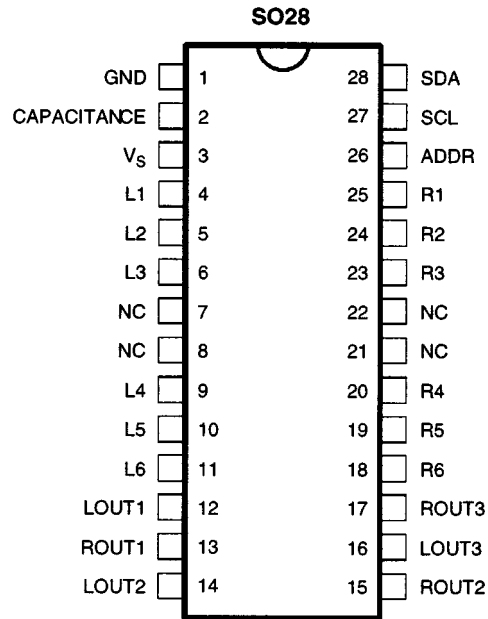 SO28
GND 1 28 SDA
CAPACITANCE 2 27 SCL
VS 3 26 ADDR
L1 4 25 R1
L2 5 24 R2
L3 6 23 R3
NC 7 22 NC
NC 8 21 NC
L4 9 20 R4
L5 10 19 R5
L6 11 18 R6
LOUT1 12 17 ROUT3
ROUT1 13 16 LOUT3
LOUT2 14 15 ROUT2